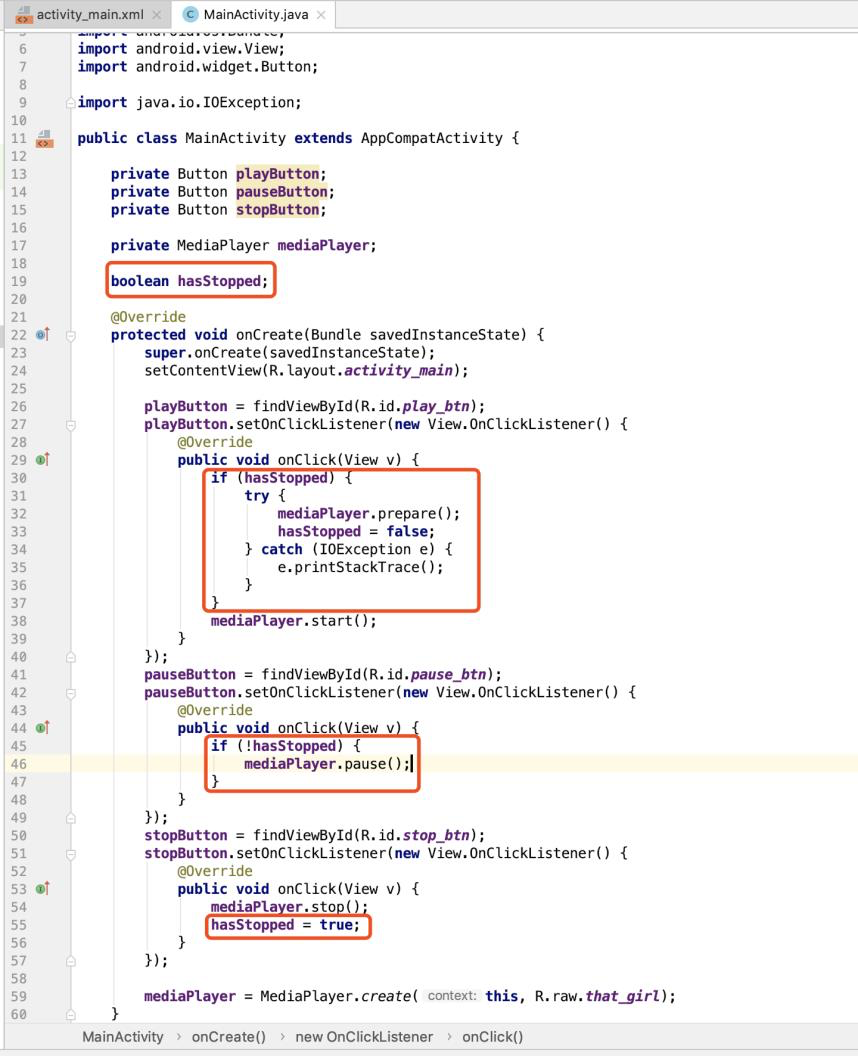 activity_main.xml
MainActivity.java
5 import android.os.Bundle;
6 import android.view.View;
7 import android.widget.Button;
8
9 import java.io.IOException;
10
11 public class MainActivity extends AppCompatActivity {
12
13 private Button playButton;
14 private Button pauseButton;
15 private Button stopButton;
16
17 private MediaPlayer mediaPlayer;
18
19 boolean hasStopped;
20
21 @Override
22 protected void onCreate(Bundle savedInstanceState) {
23 super.onCreate(savedInstanceState);
24 setContentView(R.layout.activity_main);
25
26 playButton = findViewById(R.id.play_btn);
27 playButton.setOnClickListener(new View.OnClickListener() {
28 @Override
29 public void onClick(View v) {
30 if (hasStopped) {
31 try {
32 mediaPlayer.prepare();
33 hasStopped = false;
34 } catch (IOException e) {
35 e.printStackTrace();
36 }
37 }
38 mediaPlayer.start();
39 }
40 });
41 pauseButton = findViewById(R.id.pause_btn);
42 pauseButton.setOnClickListener(new View.OnClickListener() {
43 @Override
44 public void onClick(View v) {
45 if (!hasStopped) {
46 mediaPlayer.pause();
47 }
48 }
49 });
50 stopButton = findViewById(R.id.stop_btn);
51 stopButton.setOnClickListener(new View.OnClickListener() {
52 @Override
53 public void onClick(View v) {
54 mediaPlayer.stop();
55 hasStopped = true;
56 }
57 });
58
59 mediaPlayer = MediaPlayer.create( context: this, R.raw.that_girl);
60 }
MainActivity › onCreate() › new OnClickListener › onClick()